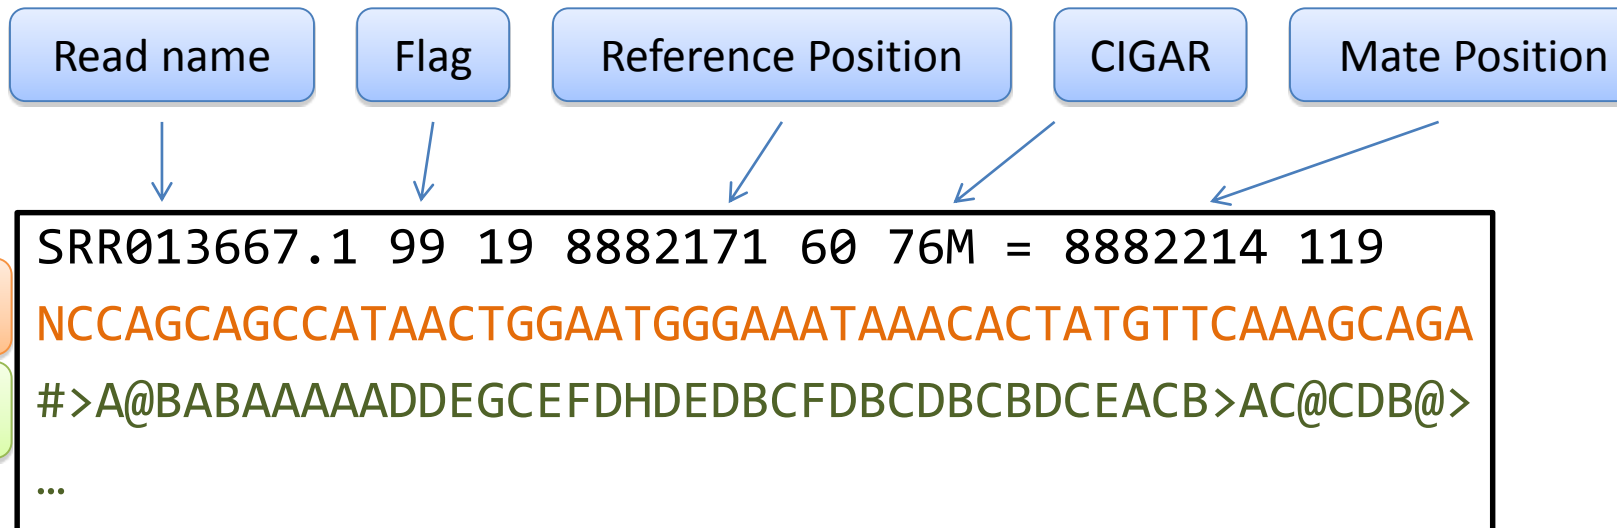 Read name
Flag
Reference Position
CIGAR
Mate Position
SRR013667.1 99 19 8882171 60 76M = 8882214 119
NCCAGCAGCCATAACTGGAATGGGAAATAAACACTATGTTCAAAGCAGA
#>A@BABAAAAADDEGCEFDHDEDBCFDBCDBCBDCEACB>AC@CDB@>
…